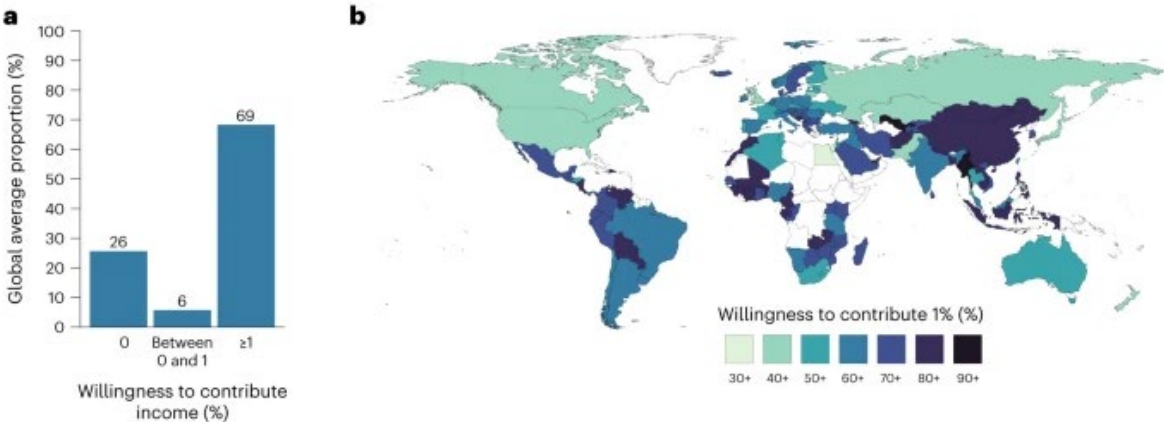 a
Global average proportion (%)
100
90
80
70
60
50
40
30
20
10
0
26
6
69
0
Between
0 and 1
≥1
Willingness to contribute
income (%)
b
Willingness to contribute 1% (%)
30+ 40+ 50+ 60+ 70+ 80+ 90+